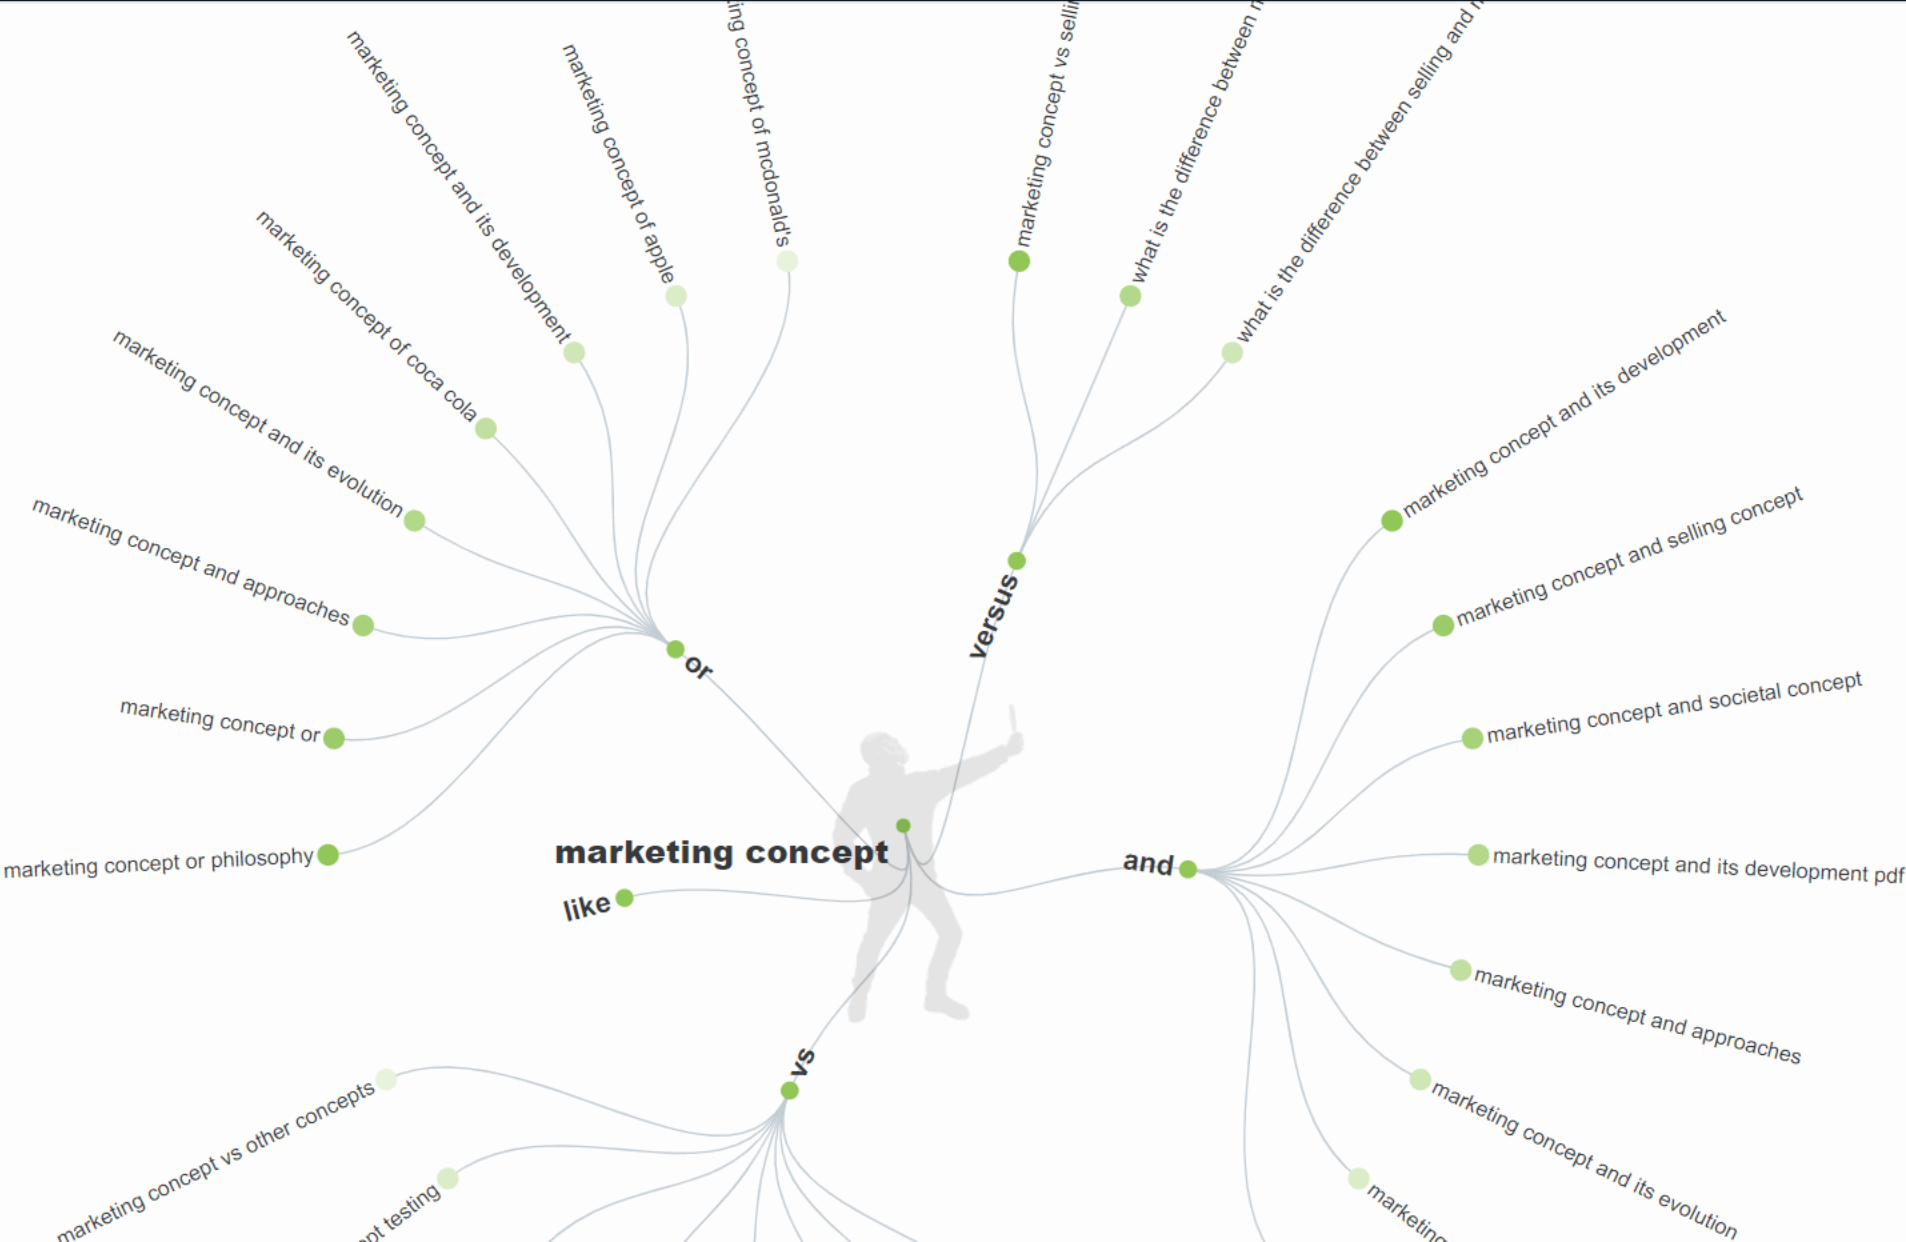 concept of mcdonald's
marketing concept of apple
marketing concept and its development
marketing concept of coca cola
marketing concept and its evolution
marketing concept and approaches
marketing concept or
marketing concept or philosophy
or
marketing concept vs
what is the difference between
what is the difference between selling and
versus
marketing concept and its development
marketing concept and selling concept
marketing concept and societal concept
marketing concept and its development pdf
marketing concept and approaches
marketing concept and its evolution
marketing
and
marketing concept
like
vs
marketing concept vs other concepts
testing